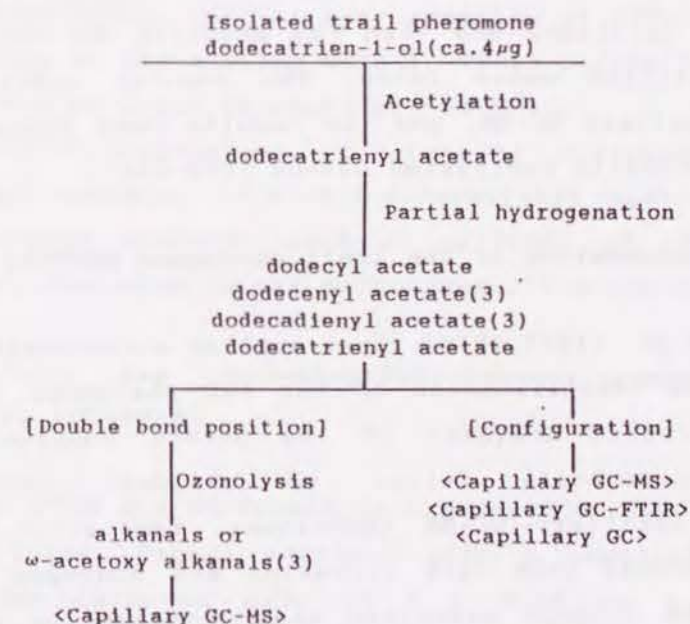 Isolated trail pheromone
dodecatrien-1-ol(ca.4μg)
Acetylation
dodecatrienyl acetate
Partial hydrogenation
dodecyl acetate
dodecenyl acetate(3)
dodecadienyl acetate(3)
dodecatrienyl acetate
[Double bond position]
[Configuration]
Ozonolysis
<Capillary GC-MS>
<Capillary GC-FTIR>
<Capillary GC>
alkanals or
ω-acetoxy alkanals(3)
<Capillary GC-MS>